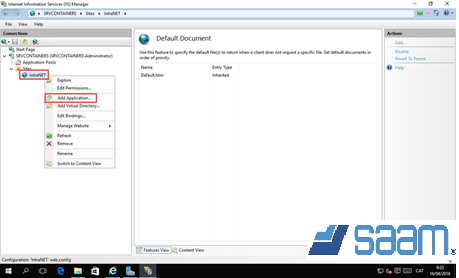 Internet Information Services (IIS) Manager
SRVCONTAINERS
Sites
IntraNET
File View Help
Connections
Start Page
SRVCONTAINERS (SRVCONTAINERS\Administrator)
Application Pools
Sites
IntraNET
Explore
Edit Permissions...
Add Application...
Add Virtual Directory...
Edit Bindings...
Manage Website
Refresh
Remove
Rename
Switch to Content View
Default Document
Use this feature to specify the default file(s) to return when a client does not request a specific file. Set default documents in
order of priority.
Name Entry Type
Default.htm Inherited
Features View Content View
Actions
Add...
Disable
Revert To Parent
Help
Configuration: 'IntraNET' web.config
saam
CAT
9:33
16/04/2016